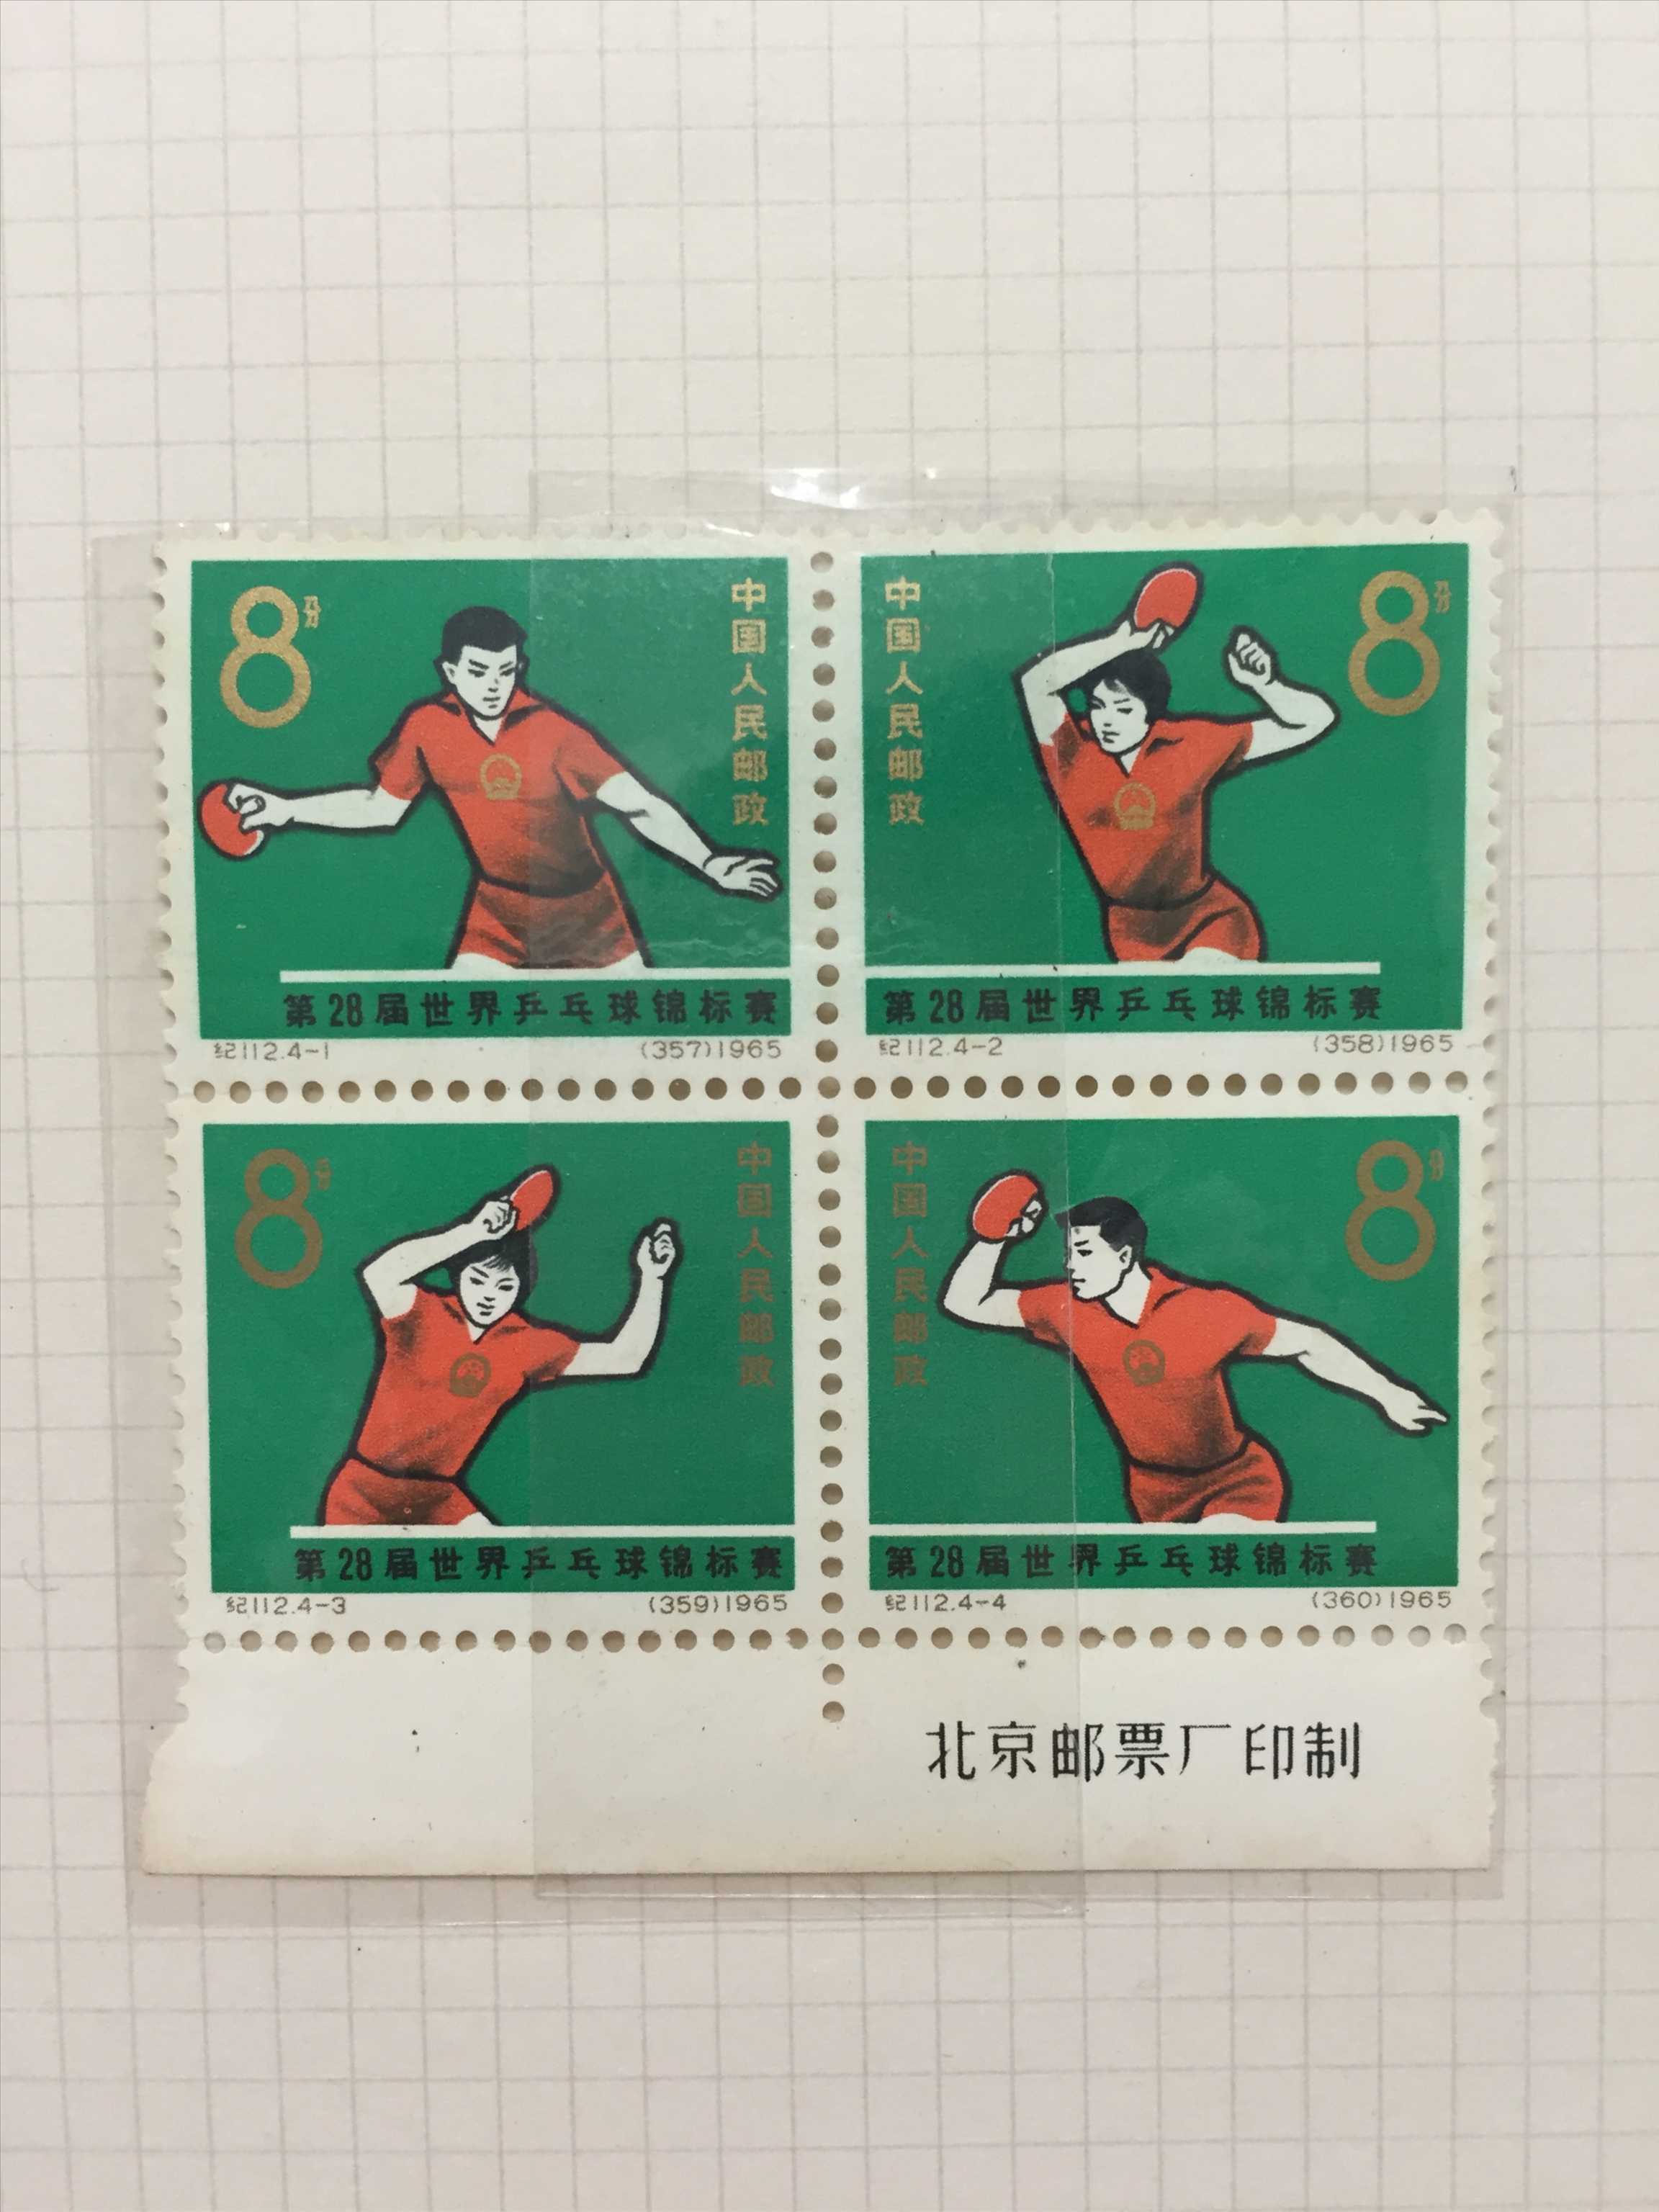 8分
中国人民邮政
第28届世界乒乓球锦标赛
纪112.4-1 (357)1965
中国人民邮政
8分
第28届世界乒乓球锦标赛
纪112.4-2 (358)1965
8分
中国人民邮政
第28届世界乒乓球锦标赛
纪112.4-3 (359)1965
中国人民邮政
8分
第28届世界乒乓球锦标赛
纪112.4-4 (360)1965
北京邮票厂印制